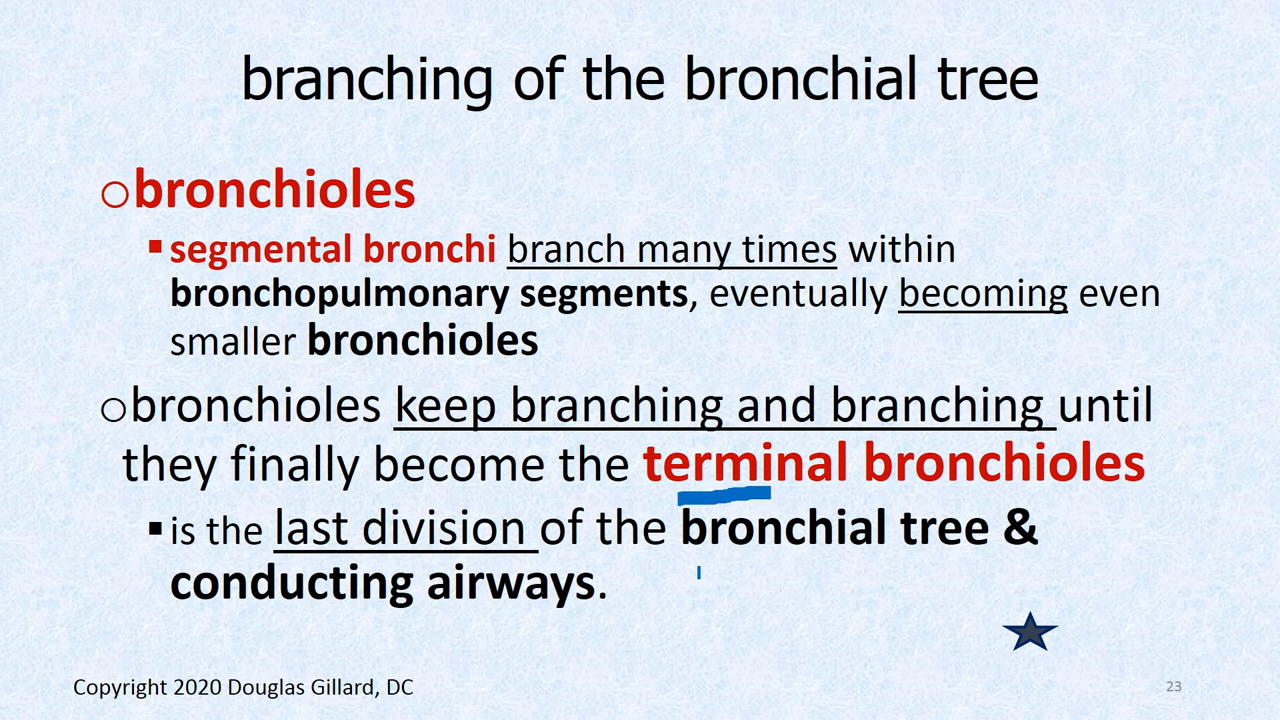 branching of the bronchial tree
bronchioles
segmental bronchi branch many times within
bronchopulmonary segments, eventually becoming even
smaller bronchioles
bronchioles keep branching and branching until
they finally become the terminal bronchioles
is the last division of the bronchial tree &
conducting airways.
Copyright 2020 Douglas Gillard, DC
23